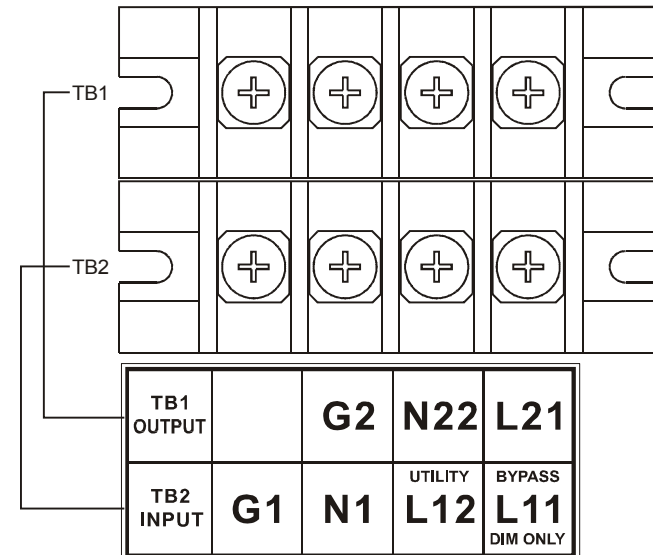 TB1
TB2
TB1
OUTPUT
G2
N22
L21
TB2
INPUT
G1
N1
UTILITY
L12
BYPASS
L11
DIM ONLY